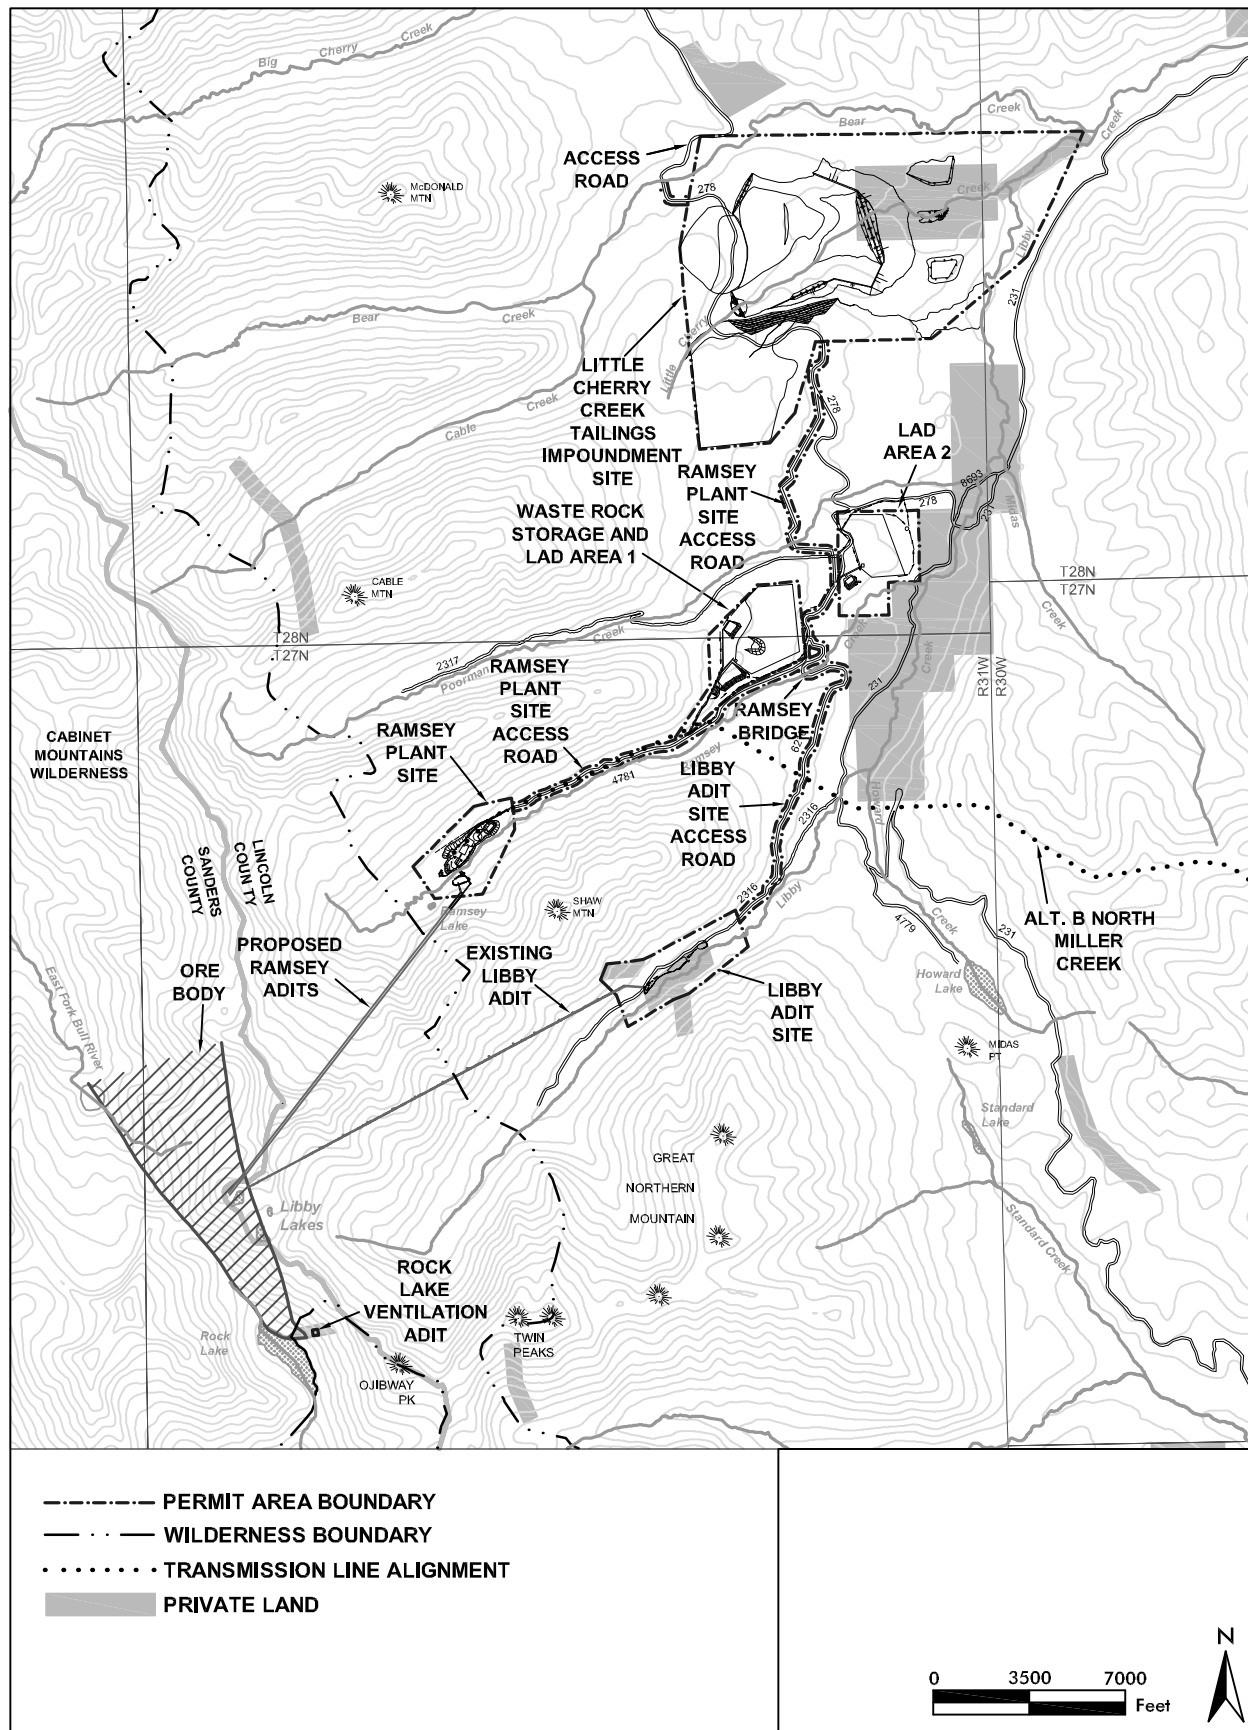 Big
Cherry
Creek
Bear
Creek
Creek
ACCESS
ROAD
278
McDONALD
MTN
Creek
Libby
231
Bear
Creek
Little
Cherry
LITTLE
CHERRY
CREEK
TAILINGS
IMPOUNDMENT
SITE
Cable
Creek
278
LAD
AREA 2
RAMSEY
PLANT
SITE
ACCESS
ROAD
8693
278
231
Midas
Creek
WASTE ROCK
STORAGE AND
LAD AREA 1
CABLE
MTN
T28N
T27N
T28N
T27N
R31W
R30W
2317
Poorman
Creek
Creek
Creek
231
RAMSEY
PLANT
SITE
ACCESS
ROAD
RAMSEY
PLANT
SITE
RAMSEY
BRIDGE
Ramsey
4781
62
CABINET
MOUNTAINS
WILDERNESS
LIBBY
ADIT
SITE
ACCESS
ROAD
2316
Howard
SANDERS
COUNTY
LINCOLN
COUNTY
2316
Libby
Ramsey
Lake
SHAW
MTN
4779
Creek
231
ALT. B NORTH
MILLER
CREEK
PROPOSED
RAMSEY
ADITS
EXISTING
LIBBY
ADIT
ORE
BODY
East Fork Bull River
LIBBY
ADIT
SITE
Howard
Lake
MIDAS
PT
Standard
Lake
GREAT
NORTHERN
MOUNTAIN
Libby
Lakes
Standard Creek
ROCK
LAKE
VENTILATION
ADIT
Rock
Lake
TWIN
PEAKS
OJIBWAY
PK
PERMIT AREA BOUNDARY
WILDERNESS BOUNDARY
TRANSMISSION LINE ALIGNMENT
PRIVATE LAND
N
0 3500 7000
Feet